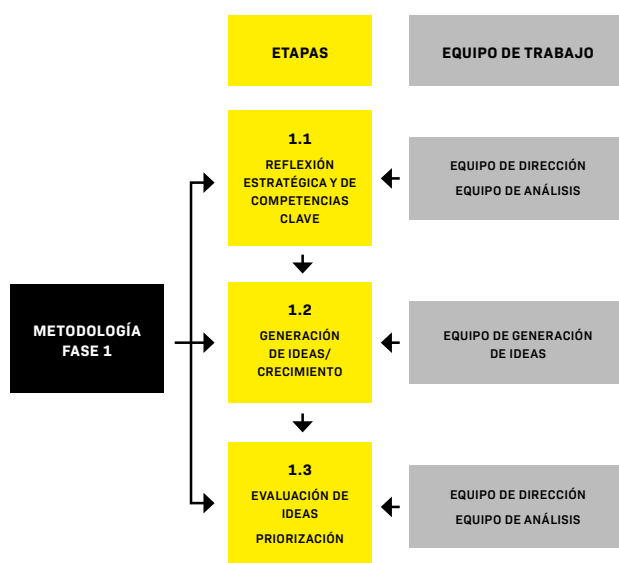 ETAPAS
EQUIPO DE TRABAJO
1.1
REFLEXIÓN
ESTRATÉGICA Y DE
COMPETENCIAS
CLAVE
EQUIPO DE DIRECCIÓN
EQUIPO DE ANÁLISIS
METODOLOGÍA
FASE 1
1.2
GENERACIÓN
DE IDEAS/
CRECIMIENTO
EQUIPO DE GENERACIÓN
DE IDEAS
1.3
EVALUACIÓN DE
IDEAS
PRIORIZACIÓN
EQUIPO DE DIRECCIÓN
EQUIPO DE ANÁLISIS